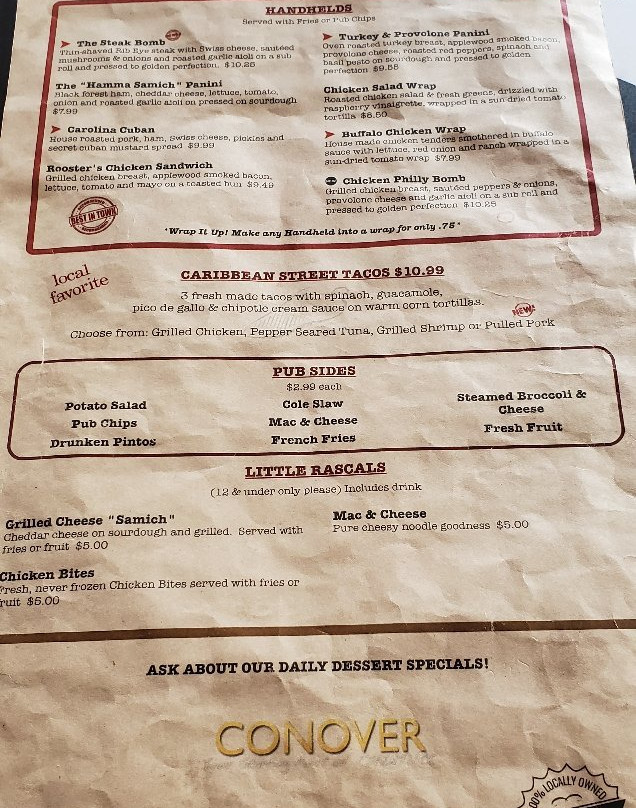 HANDHELDS
Served with Fries or Pub Chips
The Steak Bomb
Thin-shaved Rib Eye steak with Swiss cheese, sautéed
mushrooms & onions and roasted garlic aioli on a sub
roll and pressed to golden perfection. $10.25
The "Hamma Samich" Panini
Black forest ham, cheddar cheese, lettuce, tomato,
onion and roasted garlic aioli on pressed on sourdough
$7.99
Carolina Cuban
House roasted pork, ham, Swiss cheese, pickles and
secret cuban mustard spread $9.99
Rooster's Chicken Sandwich
Grilled chicken breast, applewood smoked bacon,
lettuce, tomato and mayo on a toasted bun $9.49
BEST IN TOWN
Turkey & Provolone Panini
Oven roasted turkey breast, applewood smoked bacon,
provolone cheese, roasted red peppers, spinach and
basil pesto on sourdough and pressed to golden
perfection $9.58
Chicken Salad Wrap
Roasted chicken salad & fresh greens, drizzled with
raspberry vinaigrette, wrapped in a sun dried tomato
tortilla $8.50
Buffalo Chicken Wrap
House made chicken tenders smothered in buffalo
sauce with lettuce, red onion and ranch wrapped in a
sun-dried tomato wrap $7.99
Chicken Philly Bomb
Grilled chicken breast, sautéed peppers & onions,
provolone cheese and garlic aioli on a sub roll and
pressed to golden perfection $10.25
*Wrap It Up! Make any Handheld into a wrap for only .75*
local
favorite
CARIBBEAN STREET TACOS $10.99
3 fresh made tacos with spinach, guacamole,
pico de gallo & chipotle cream sauce on warm corn tortillas.
NEW!
Choose from: Grilled Chicken, Pepper Seared Tuna, Grilled Shrimp or Pulled Pork
PUB SIDES
$2.99 each
Potato Salad
Pub Chips
Drunken Pintos
Cole Slaw
Mac & Cheese
French Fries
Steamed Broccoli &
Cheese
Fresh Fruit
LITTLE RASCALS
(12 & under only please) Includes drink
Grilled Cheese "Samich"
Cheddar cheese on sourdough and grilled. Served with
fries or fruit $5.00
Mac & Cheese
Pure cheesy noodle goodness $5.00
Chicken Bites
Fresh, never frozen Chicken Bites served with fries or
fruit $5.00
ASK ABOUT OUR DAILY DESSERT SPECIALS!
CONOVER
100% LOCALLY OWNED